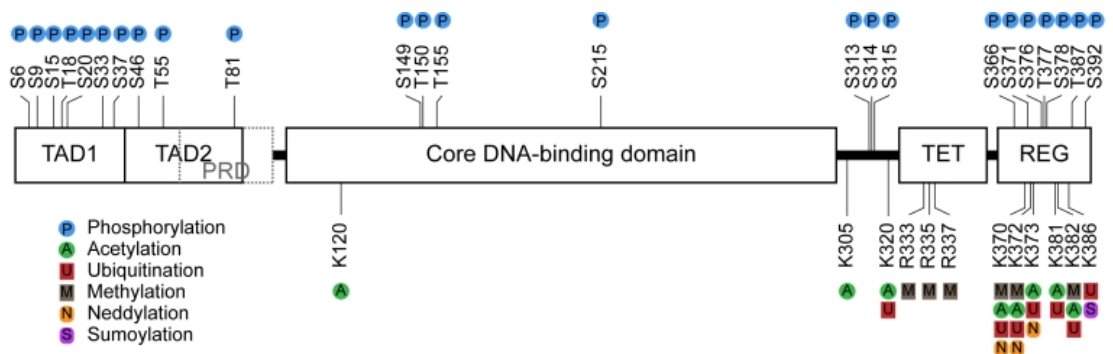 P P P P P P P P P P P P P P P P P P P P P P P P
S6 S9 S15 T18 S20 S33 S37 S46 T55 T81 S149 T150 T155 S215 S313 S314 S315 S366 S371 S376 T377 S378 T387 S392
TAD1 TAD2 PRD Core DNA-binding domain TET REG
K120 K305 K320 R333 R335 R337 K370 K372 K373 K381 K382 K386
A A A M M M M M A A M U
U A A U U A S
U U N U
N N
P Phosphorylation
A Acetylation
U Ubiquitination
M Methylation
N Neddylation
S Sumoylation